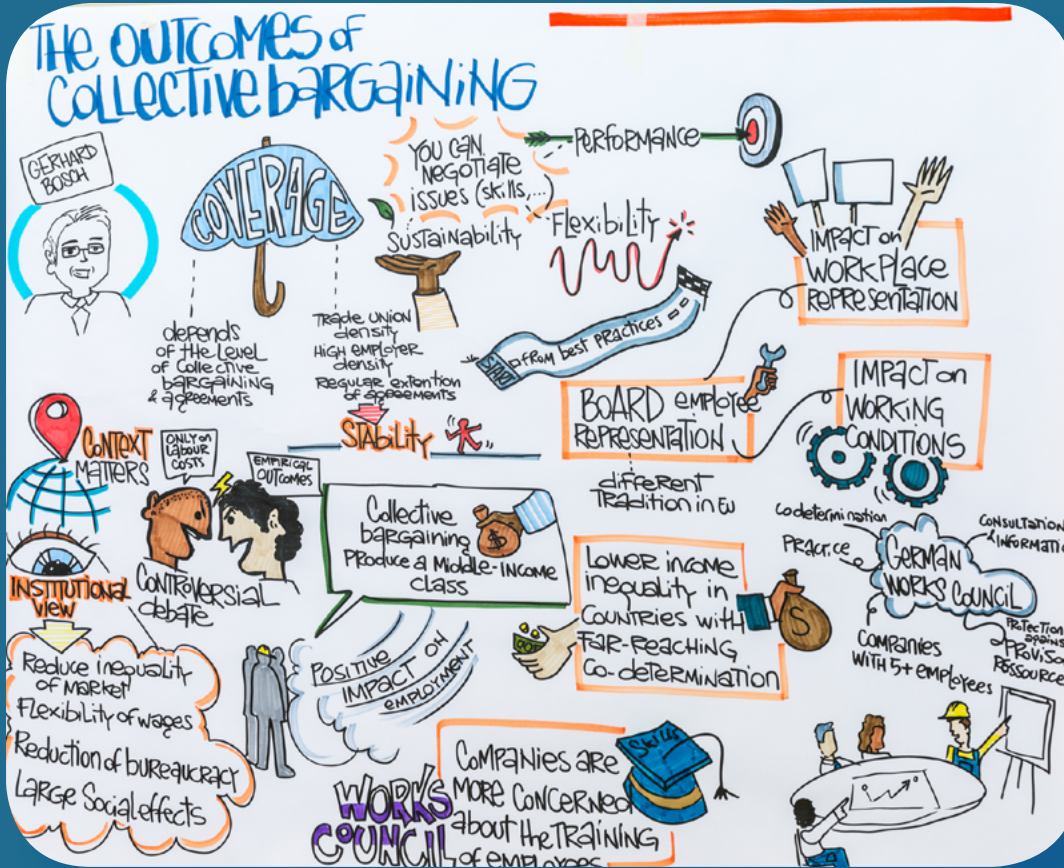 THE OUTCOMES of
COLLECTIVE BARGAINING
GERHARD
BOSCH
COVERAGE
depends
of the level
of collective
BARGAINING
& agreements
TRADE UNION
density
HIGH EMPLOYER
density
REGULAR extention
of agreements
STABILITY
YOU CAN
NEGOTIATE
issues (skills,...)
SUSTAINABILITY
PERFORMANCE
FLEXIBILITY
START
FROM best PRACTICES
IMPACT on
WORKPLACE
REPRESENTATION
BOARD employee
REPRESENTATION
different
TRADITION in EU
IMPACT on
WORKING
CONDITIONS
CONTEXT
MATTERS
ONLY on
LABOUR
COSTS
EMPIRICAL
OUTCOMES
CONTROVERSIAL
debate
INSTITUTIONAL
view
Reduce inequality
of MARKET
FLEXIBILITY of wages
Reduction of bureaucracy
LARGE Social effects
Collective
bargaining
PRODUCE a MIDDLE-INCOME
CLASS
$
POSITIVE
IMPACT ON
EMPLOYMENT
Lower income
inequality in
Countries with
FAR-REACHING
Co-determination
$
Codetermination
PRACTICE
GERMAN
WORKS COUNCIL
CONSULTATION
COMPANIES
WITH 5+ employees
WORKS
COUNCIL
COMPANIES ARE
MORE CONCERNED
about the TRAINING
of employees
Skills